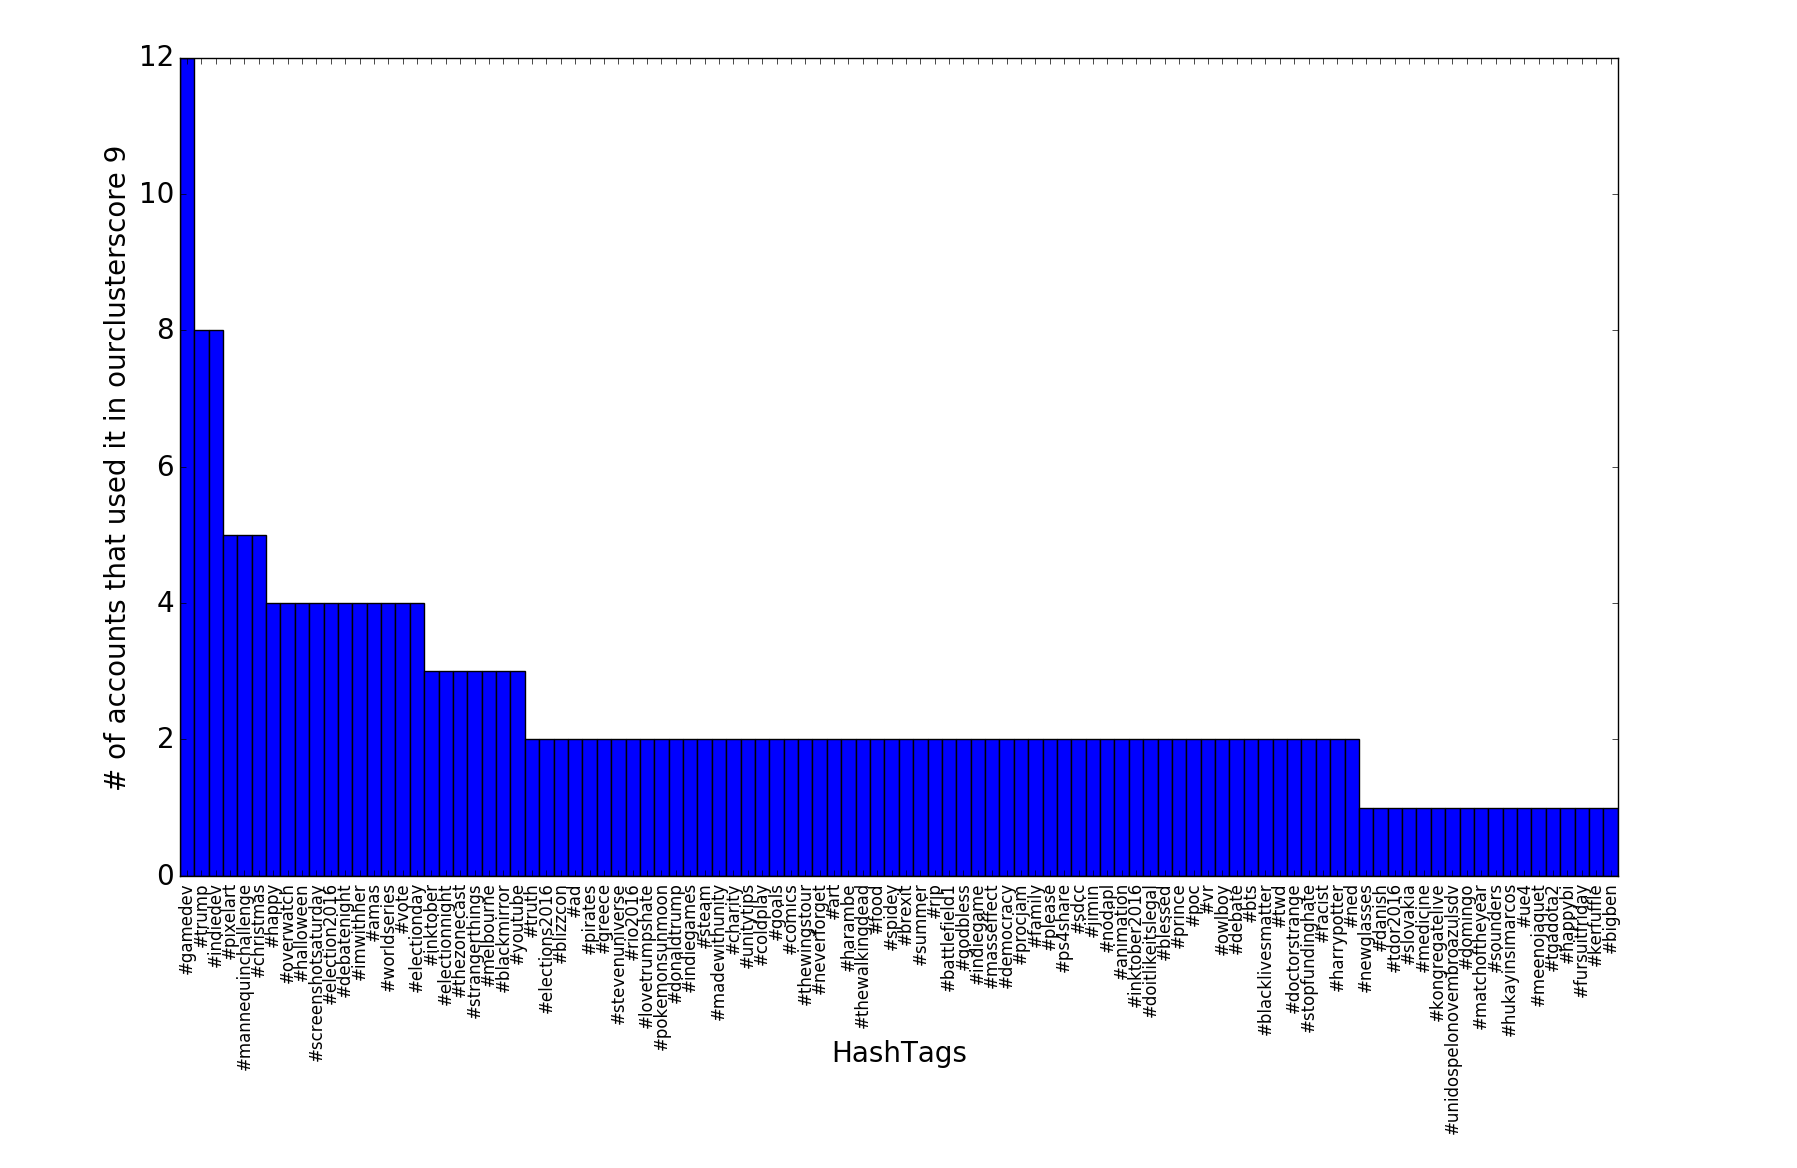 12
10
8
6
4
2
0
# of accounts that used it in ourclusterscore 9
#gamedev
#trump
#indiedev
#pixelart
#mannequinchallenge
#christmas
#happy
#overwatch
#halloween
#screenshotsaturday
#election2016
#debatenight
#imwithher
#amas
#worldseries
#vote
#electionday
#inktober
#electionnight
#thezonecast
#strangerthings
#melbourne
#blackmirror
#youtube
#truth
#elections2016
#blizzcon
#ad
#pirates
#greece
#stevenuniverse
#rio2016
#lovetrumpshate
#pokemonsunmoon
#donaldtrump
#indiegames
#steam
#madewithunity
#charity
#unitytips
#coldplay
#goals
#comics
#thewingstour
#neverforget
#art
#harambe
#thewalkingdead
#food
#spidey
#brexit
#summer
#rip
#battlefield1
#godbless
#indiegame
#masseffect
#democracy
#procjam
#family
#please
#ps4share
#sdcc
#jimin
#nodapl
#animation
#inktober2016
#doitlikeitslegal
#blessed
#prince
#poc
#vr
#owlboy
#debate
#bts
#blacklivesmatter
#twd
#doctorstrange
#stopfundinghate
#racist
#harrypotter
#ned
#newglasses
#danish
#tdor2016
#slovakia
#medicine
#kongregatelive
#unidospelonovembroazulsdv
#domingo
#matchoftheyear
#sounders
#hukayinsimarcos
#ue4
#meenojaquet
#tgadota2
#happybi
#fursuitfriday
#kerfuffle
#bigben
HashTags